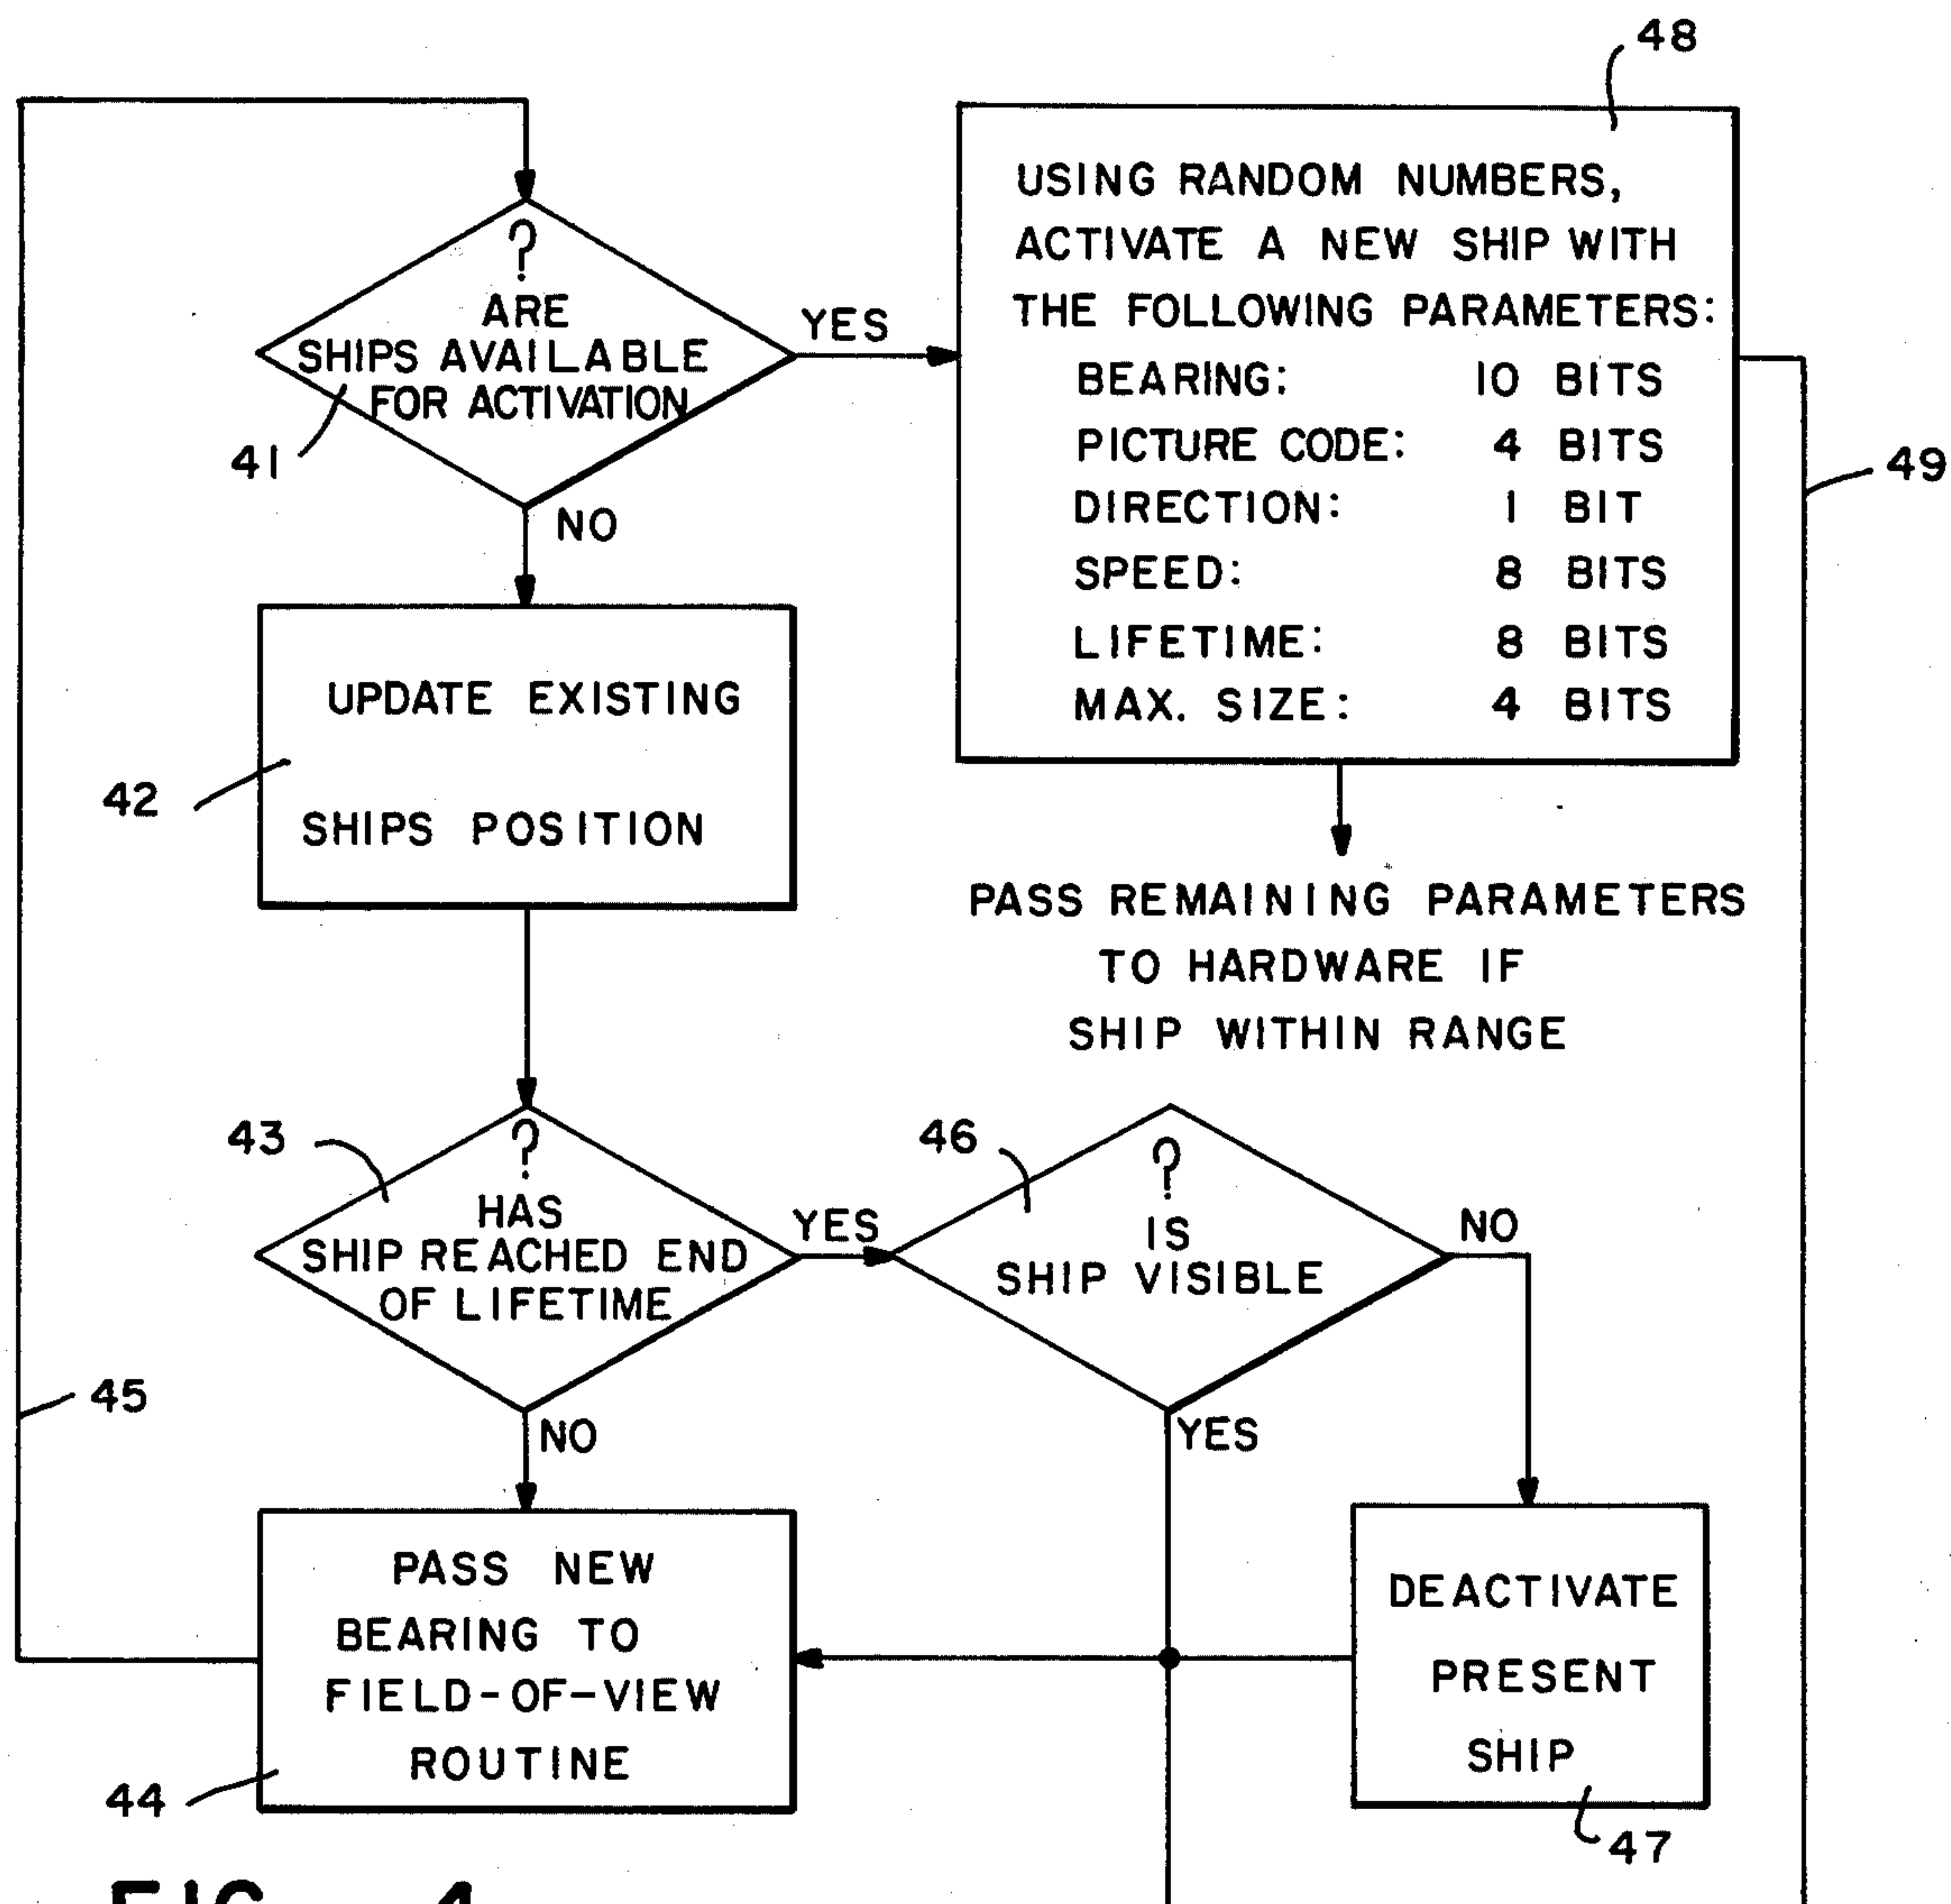 48
?
ARE
SHIPS AVAILABLE
FOR ACTIVATION
41
YES
NO
USING RANDOM NUMBERS,
ACTIVATE A NEW SHIP WITH
THE FOLLOWING PARAMETERS:
BEARING: 10 BITS
PICTURE CODE: 4 BITS
DIRECTION: 1 BIT
SPEED: 8 BITS
LIFETIME: 8 BITS
MAX. SIZE: 4 BITS
49
UPDATE EXISTING
SHIPS POSITION
42
PASS REMAINING PARAMETERS
TO HARDWARE IF
SHIP WITHIN RANGE
43
?
HAS
SHIP REACHED END
OF LIFETIME
YES
NO
46
?
IS
SHIP VISIBLE
NO
YES
45
PASS NEW
BEARING TO
FIELD-OF-VIEW
ROUTINE
44
DEACTIVATE
PRESENT
SHIP
47
FIG. 4